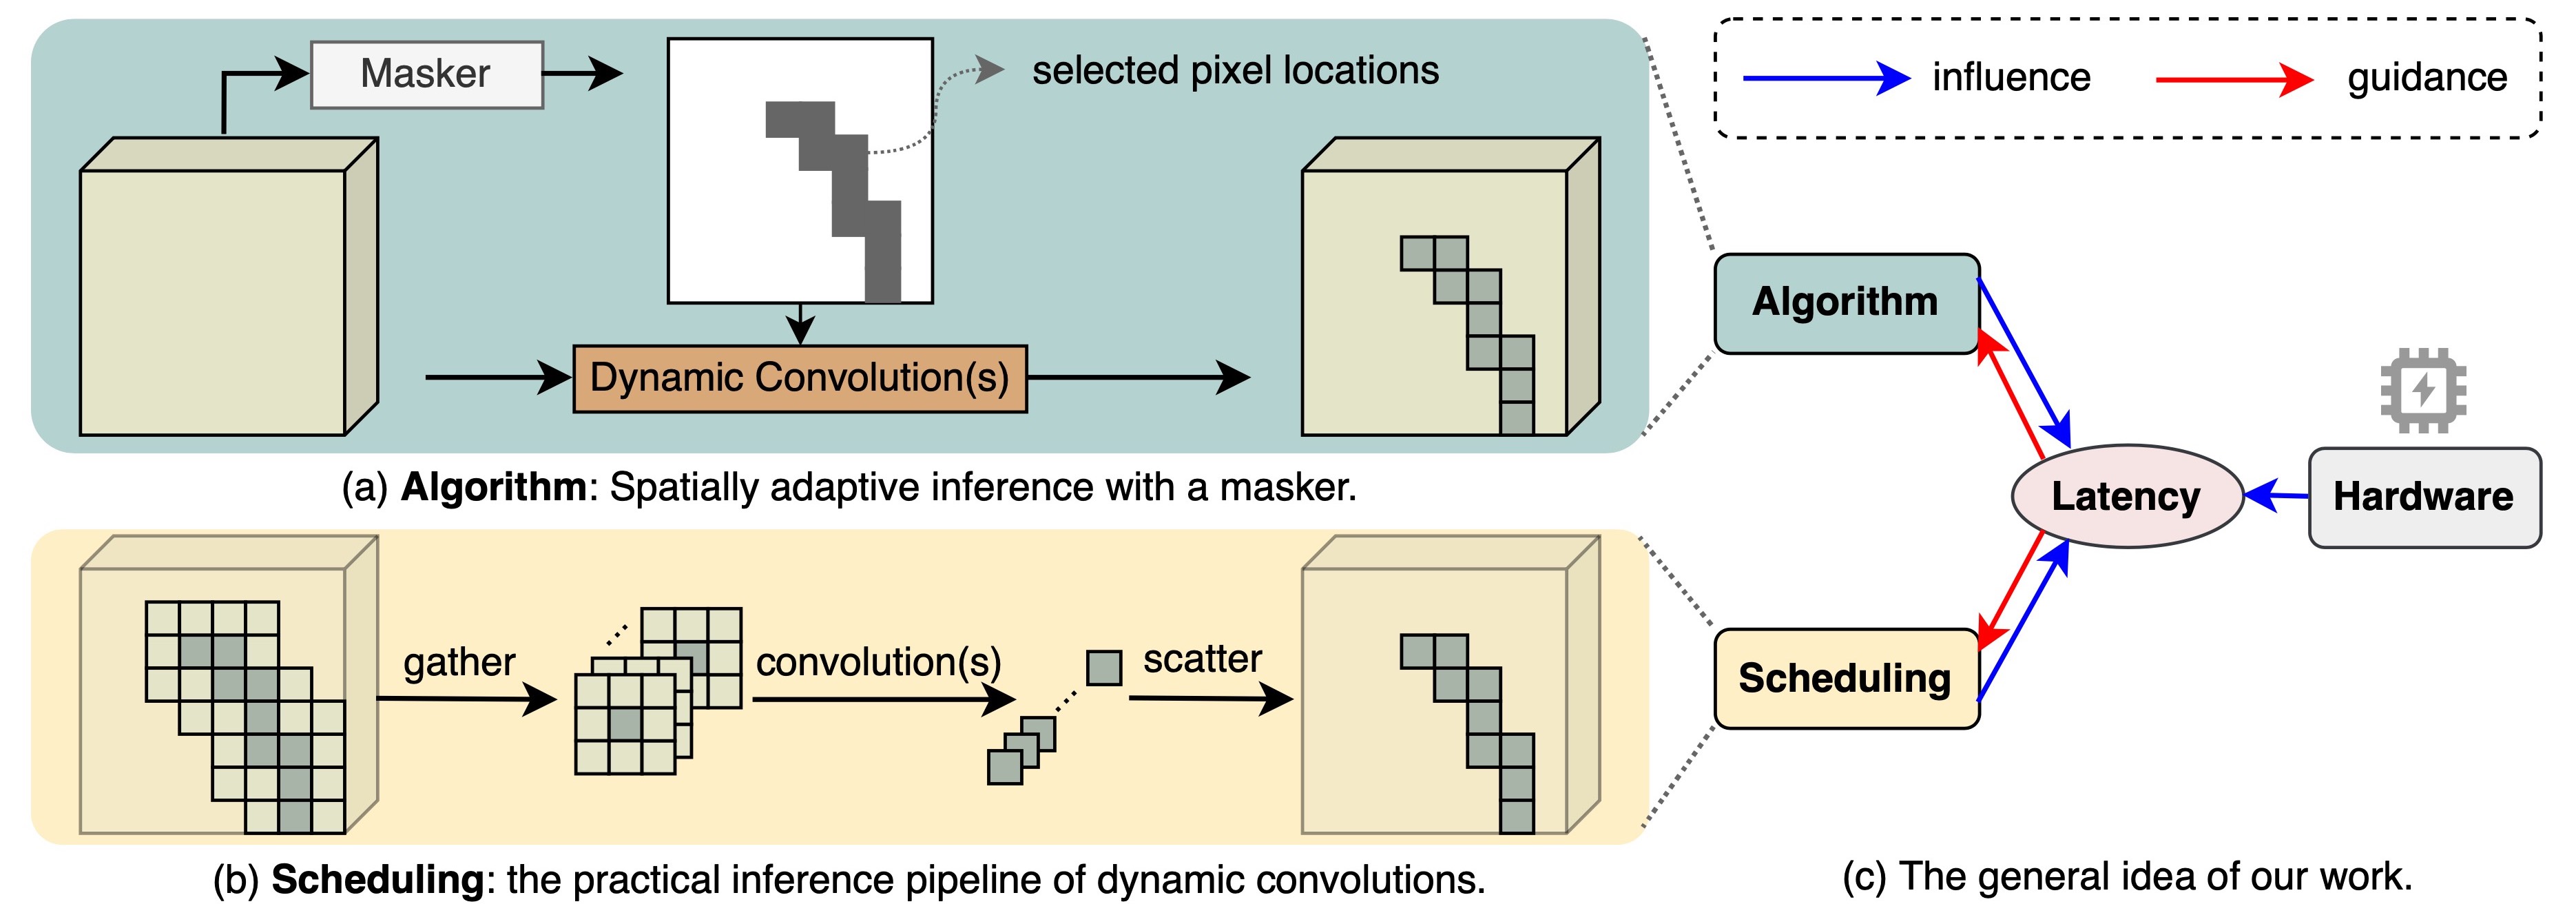 Masker
selected pixel locations
Dynamic Convolution(s)
(a) Algorithm: Spatially adaptive inference with a masker.
gather
convolution(s)
scatter
(b) Scheduling: the practical inference pipeline of dynamic convolutions.
influence
guidance
Algorithm
Latency
Hardware
Scheduling
(c) The general idea of our work.